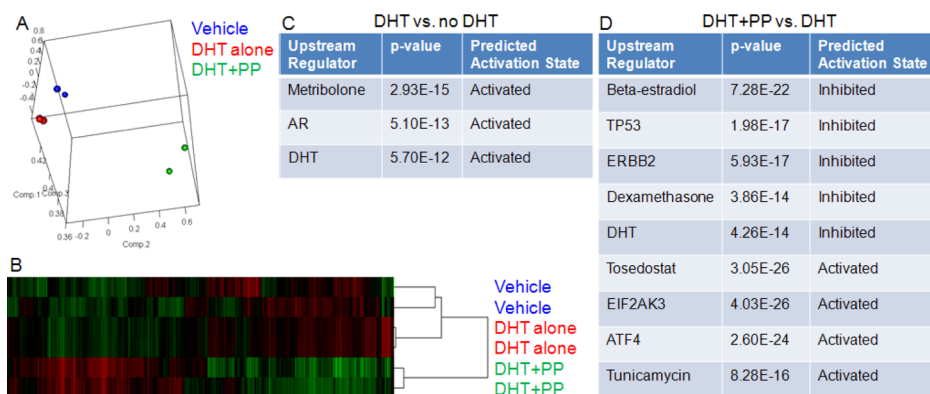 A
0.8
0.6
0.4
0.2
0
-0.2
-0.4
0.42
0.4
0.38
0.36
Comp.1
Comp.3
-0.2
0
0.2
0.4
0.6
Comp.2
Vehicle
DHT alone
DHT+PP
B
Vehicle
Vehicle
DHT alone
DHT alone
DHT+PP
DHT+PP
C
DHT vs. no DHT
Upstream Regulator p-value Predicted Activation State
Metribolone 2.93E-15 Activated
AR 5.10E-13 Activated
DHT 5.70E-12 Activated
D
DHT+PP vs. DHT
Upstream Regulator p-value Predicted Activation State
Beta-estradiol 7.28E-22 Inhibited
TP53 1.98E-17 Inhibited
ERBB2 5.93E-17 Inhibited
Dexamethasone 3.86E-14 Inhibited
DHT 4.26E-14 Inhibited
Tosedostat 3.05E-26 Activated
EIF2AK3 4.03E-26 Activated
ATF4 2.60E-24 Activated
Tunicamycin 8.28E-16 Activated